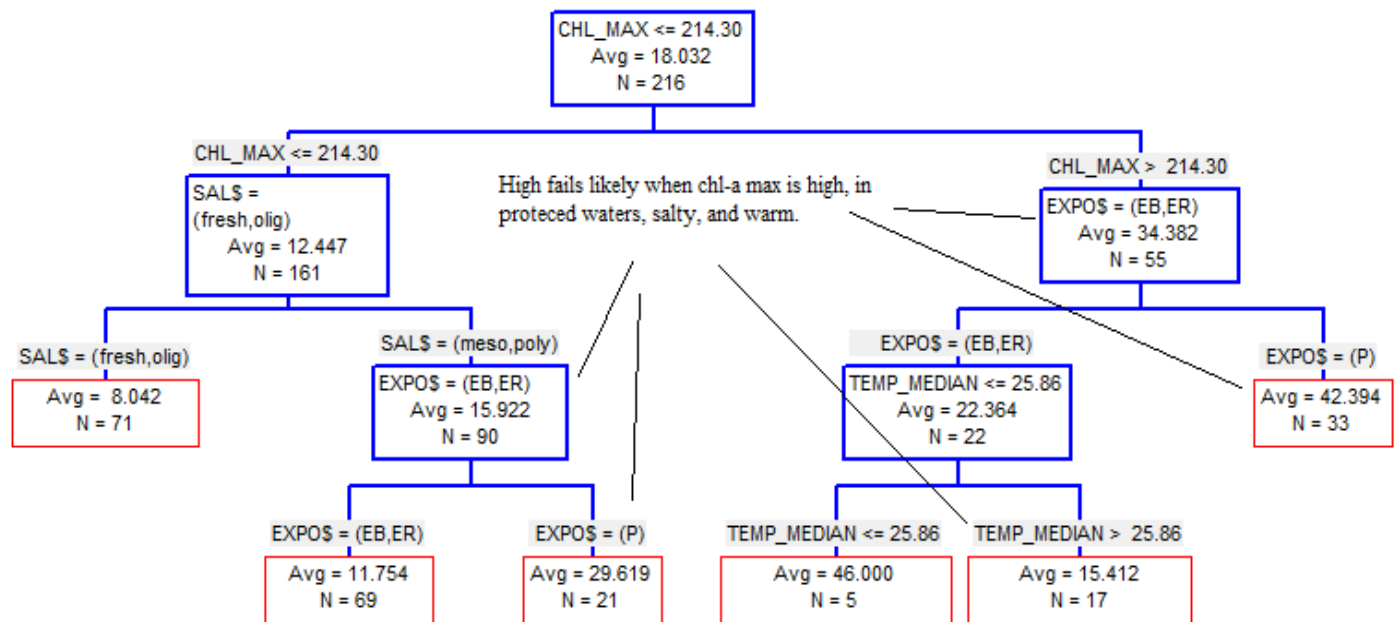 CHL_MAX <= 214.30
Avg = 18.032
N = 216
CHL_MAX <= 214.30
CHL_MAX > 214.30
SAL$ =
(fresh,olig)
Avg = 12.447
N = 161
High fails likely when chl-a max is high, in
proteced waters, salty, and warm.
EXPO$ = (EB,ER)
Avg = 34.382
N = 55
SAL$ = (fresh,olig)
SAL$ = (meso,poly)
EXPO$ = (EB,ER)
EXPO$ = (P)
Avg = 8.042
N = 71
EXPO$ = (EB,ER)
Avg = 15.922
N = 90
TEMP_MEDIAN <= 25.86
Avg = 22.364
N = 22
Avg = 42.394
N = 33
EXPO$ = (EB,ER)
EXPO$ = (P)
TEMP_MEDIAN <= 25.86
TEMP_MEDIAN > 25.86
Avg = 11.754
N = 69
Avg = 29.619
N = 21
Avg = 46.000
N = 5
Avg = 15.412
N = 17